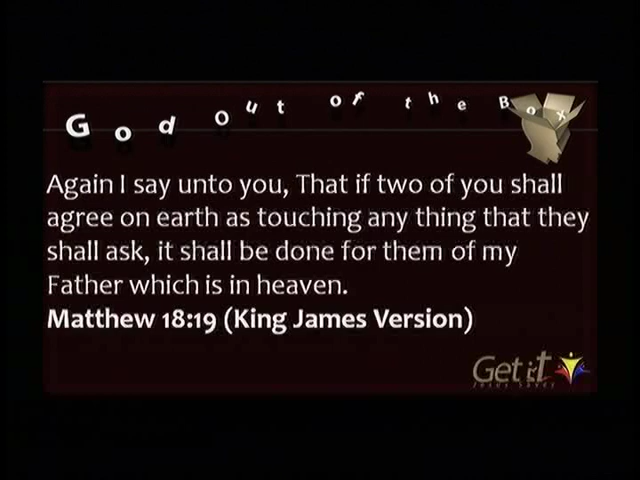 God Out of the Box
Again I say unto you, That if two of you shall
agree on earth as touching any thing that they
shall ask, it shall be done for them of my
Father which is in heaven.
Matthew 18:19 (King James Version)
Get it
Jesus Saves